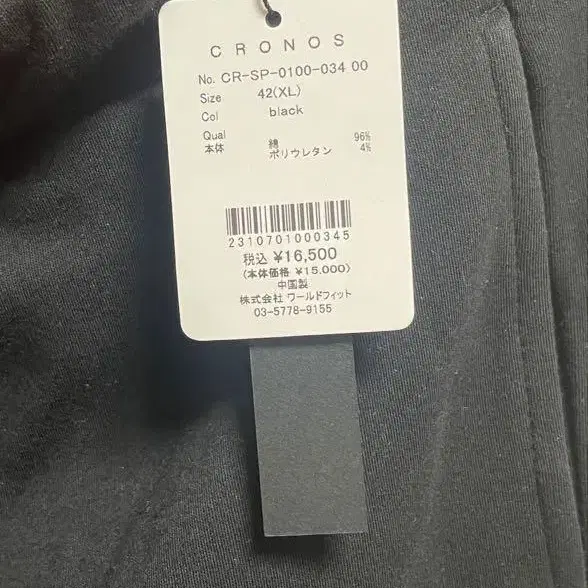 CRONOS
No. CR-SP-0100-034 00
Size 42(XL)
Col black
Qual
本体 綿 96%
ポリウレタン 4%
2310701000345
税込 ¥16,500
(本体価格 ¥15,000)
中国製
株式会社 ワールドフィット
03-5778-9155